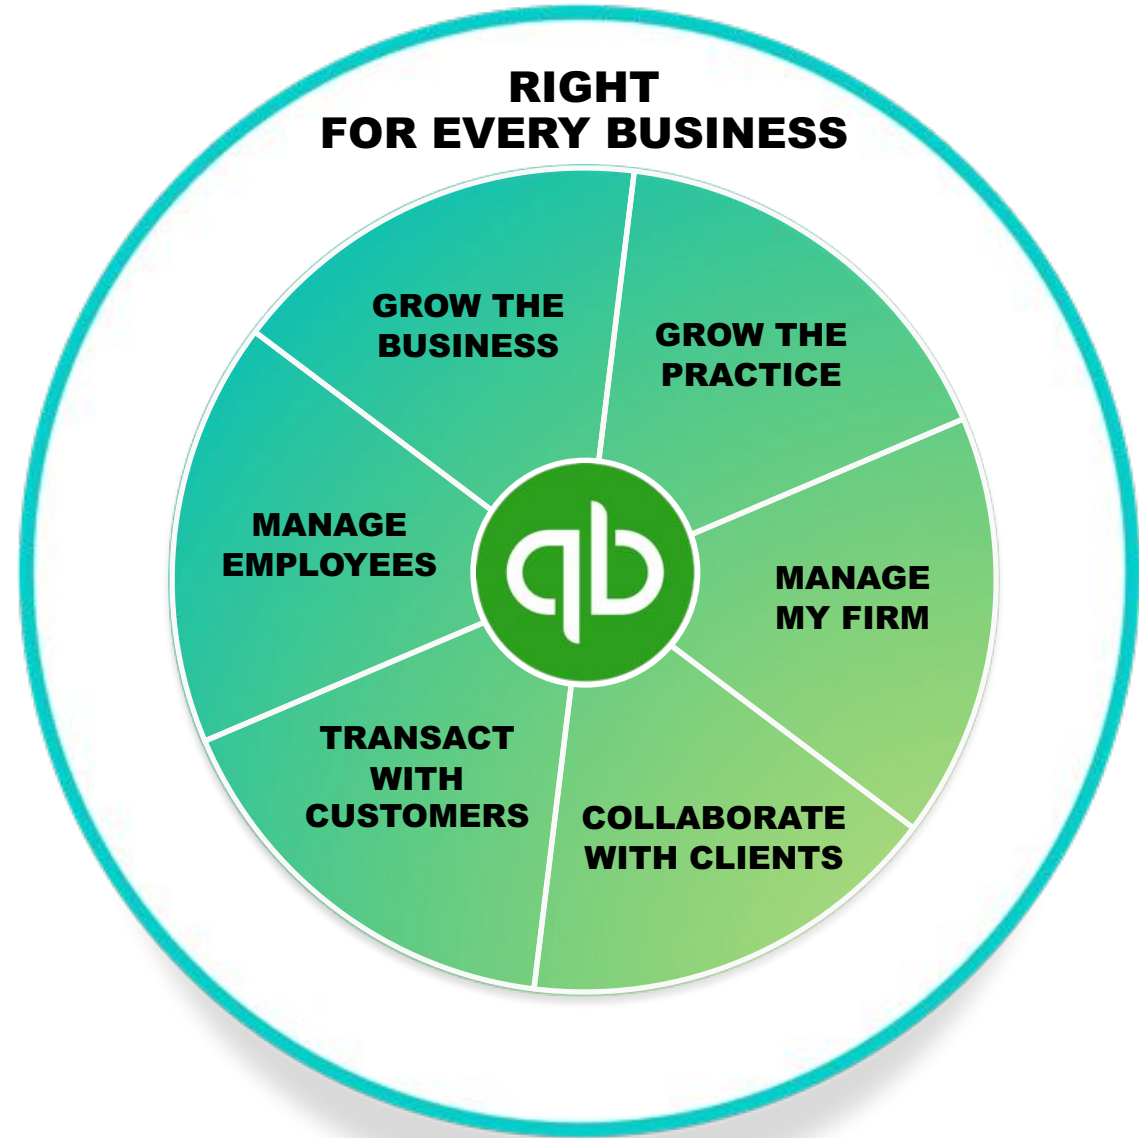 RIGHT
FOR EVERY BUSINESS
GROW THE
BUSINESS
GROW THE
PRACTICE
MANAGE
EMPLOYEES
qb
MANAGE
MY FIRM
TRANSACT
WITH
CUSTOMERS
COLLABORATE
WITH CLIENTS